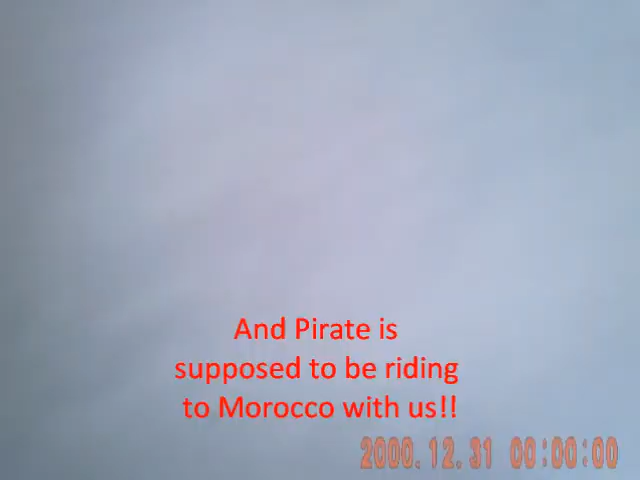 And Pirate is
supposed to be riding
to Morocco with us!!
2000.12.31 00:00:00